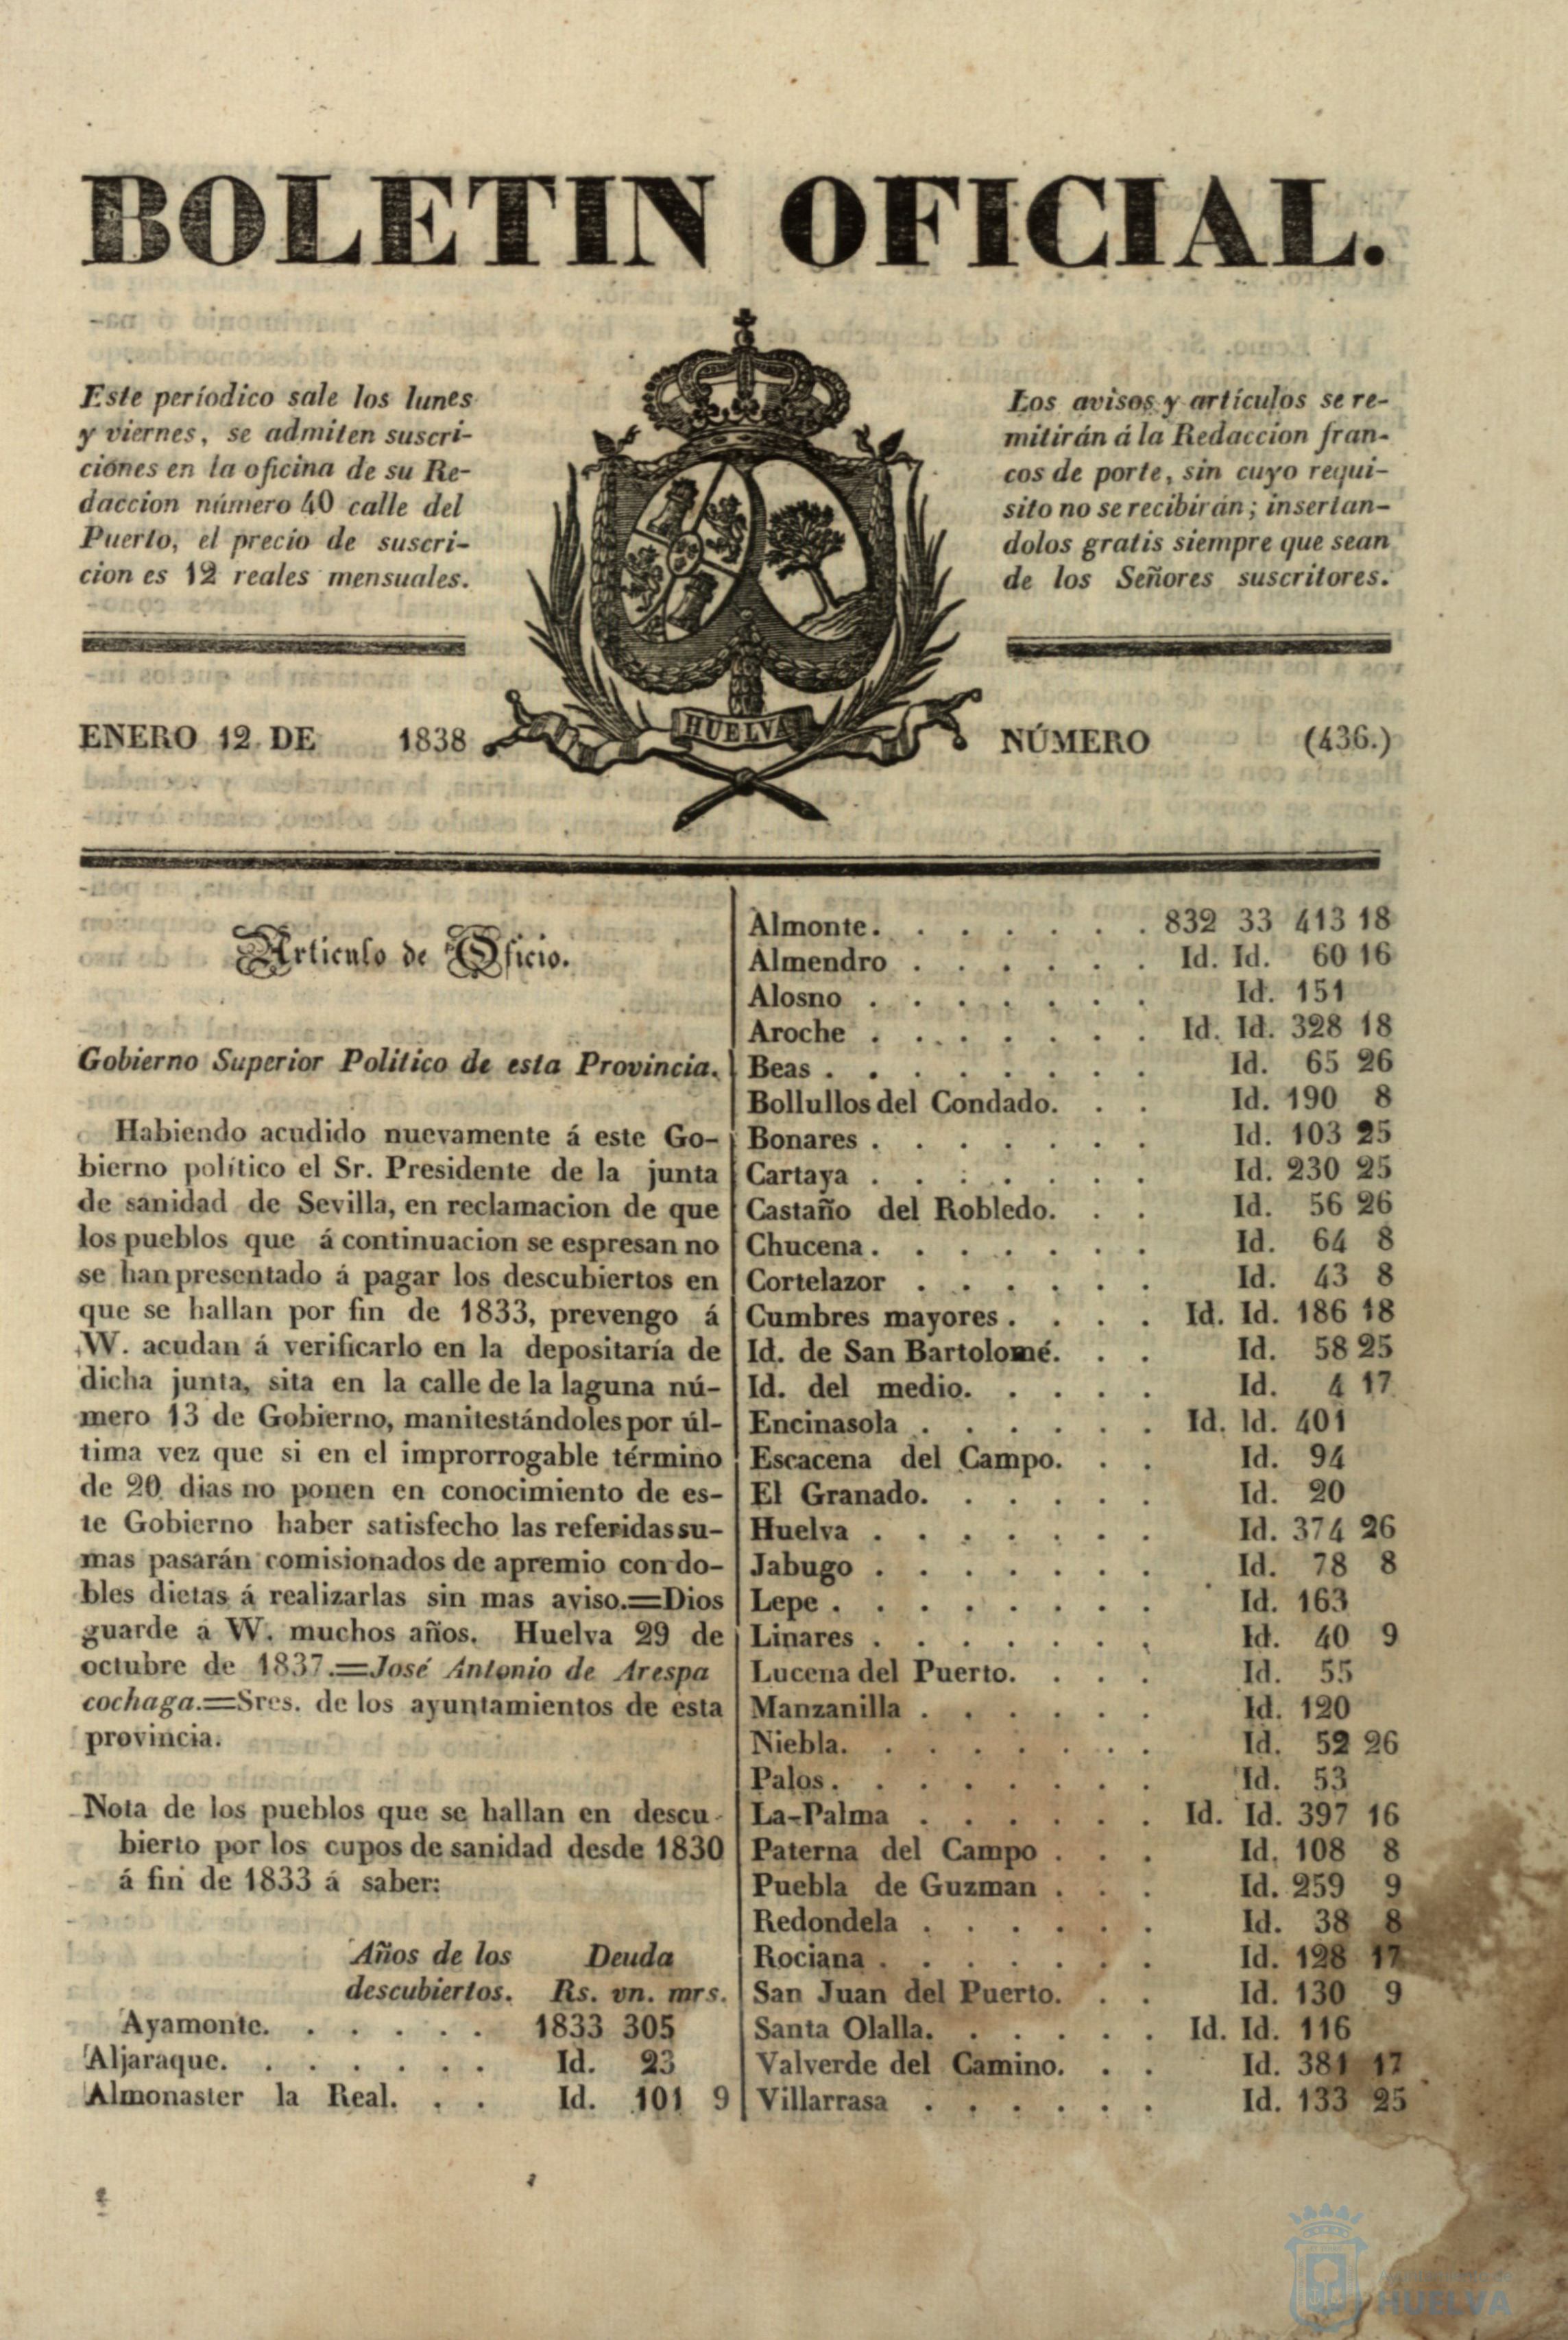 BOLETIN OFICIAL.
Este períodico sale los lunes
y viernes, se admiten suscri-
ciones en la oficina de su Re-
daccion número 40 calle del
Puerto, el precio de suscri-
cion es 12 reales mensuales.
Los avisos y artículos se re-
mitirán á la Redaccion fran-
cos de porte, sin cuyo requi-
sito no se recibirán; insertan-
dolos gratis siempre que sean
de los Señores suscritores.
HUELVA
ENERO 12 DE 1838
NÚMERO (436.)
Articulo de Oficio.
Gobierno Superior Politico de esta Provincia.
Habiendo acudido nuevamente á este Go-
bierno político el Sr. Presidente de la junta
de sanidad de Sevilla, en reclamacion de que
los pueblos que á continuacion se espresan no
se han presentado á pagar los descubiertos en
que se hallan por fin de 1833, prevengo á
W. acudan á verificarlo en la depositaría de
dicha junta, sita en la calle de la laguna nú-
mero 13 de Gobierno, manitestándoles por úl-
tima vez que si en el improrrogable término
de 20 dias no ponen en conocimiento de es-
te Gobierno haber satisfecho las referidas su-
mas pasarán comisionados de apremio con do-
bles dietas á realizarlas sin mas aviso.=Dios
guarde á W. muchos años. Huelva 29 de
octubre de 1837.=José Antonio de Arespa
cochaga.=Sres. de los ayuntamientos de esta
provincia.
Nota de los pueblos que se hallan en descu-
bierto por los cupos de sanidad desde 1830
á fin de 1833 á saber:
Años de los Deuda
descubiertos. Rs. vn. mrs.
Ayamonte. . . . . . 1833 305
Aljaraque. . . . . . . Id. 23
Almonaster la Real. . . Id. 101 9
Almonte. . . . . . . 832 33 413 18
Almendro . . . . . . Id. Id. 60 16
Alosno . . . . . . . Id. 151
Aroche . . . . . . . Id. Id. 328 18
Beas . . . . . . . . Id. 65 26
Bollullos del Condado. . . Id. 190 8
Bonares . . . . . . . Id. 103 25
Cartaya . . . . . . . Id. 230 25
Castaño del Robledo. . . Id. 56 26
Chucena. . . . . . . Id. 64 8
Cortelazor . . . . . . Id. 43 8
Cumbres mayores . . . . Id. Id. 186 18
Id. de San Bartolomé. . . Id. 58 25
Id. del medio. . . . . Id. 4 17
Encinasola . . . . . . Id. Id. 401
Escacena del Campo. . . Id. 94
El Granado. . . . . . Id. 20
Huelva . . . . . . . Id. 374 26
Jabugo . . . . . . . Id. 78 8
Lepe . . . . . . . . Id. 163
Linares . . . . . . . Id. 40 9
Lucena del Puerto. . . . Id. 55
Manzanilla . . . . . . Id. 120
Niebla. . . . . . . . Id. 52 26
Palos. . . . . . . . Id. 53
La-Palma . . . . . . Id. Id. 397 16
Paterna del Campo . . . Id. 108 8
Puebla de Guzman . . . Id. 259 9
Redondela . . . . . . Id. 38 8
Rociana . . . . . . . Id. 128 17
San Juan del Puerto. . . Id. 130 9
Santa Olalla. . . . . . Id. Id. 116
Valverde del Camino. . . Id. 381 17
Villarrasa . . . . . . Id. 133 25
HUELVA